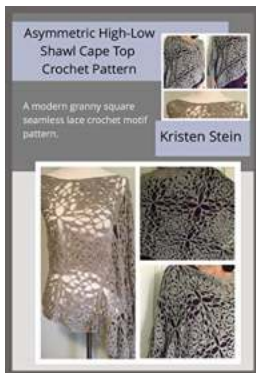 Asymmetric High-Low
Shawl Cape Top
Crochet Pattern
A modern granny square
seamless lace crochet motif
pattern.
Kristen Stein